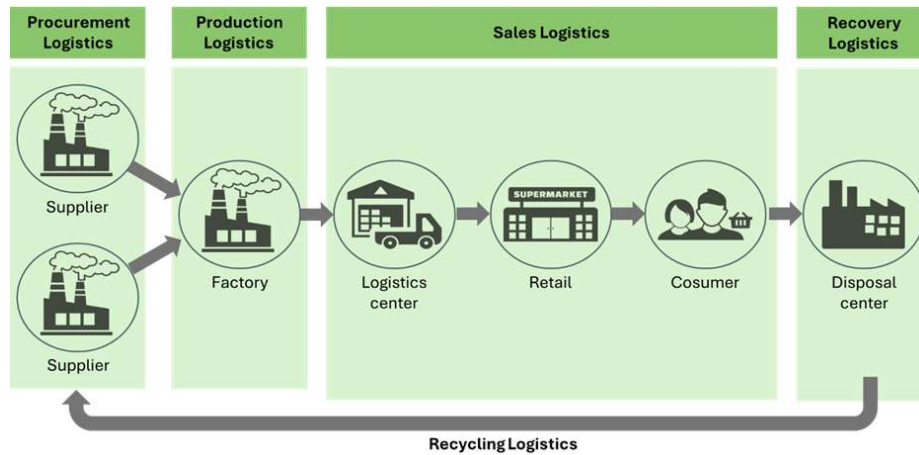 Procurement
Logistics
Production
Logistics
Sales Logistics
Recovery
Logistics
Supplier
Supplier
Factory
Logistics
center
SUPERMARKET
Retail
Cosumer
Disposal
center
Recycling Logistics